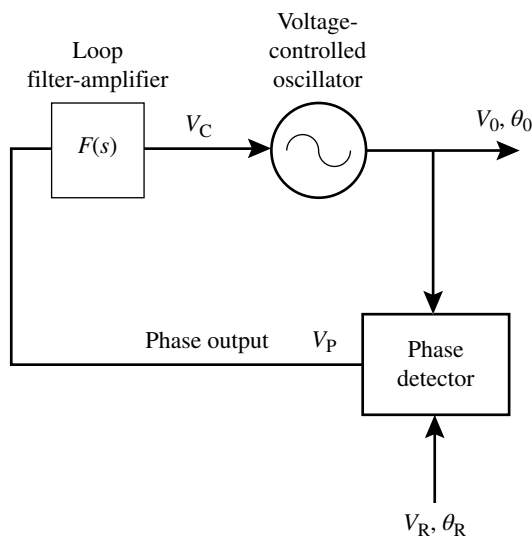 Loop
filter-amplifier
Voltage-
controlled
oscillator
F(s)
V_C
V_0, θ_0
Phase output
V_P
Phase
detector
V_R, θ_R